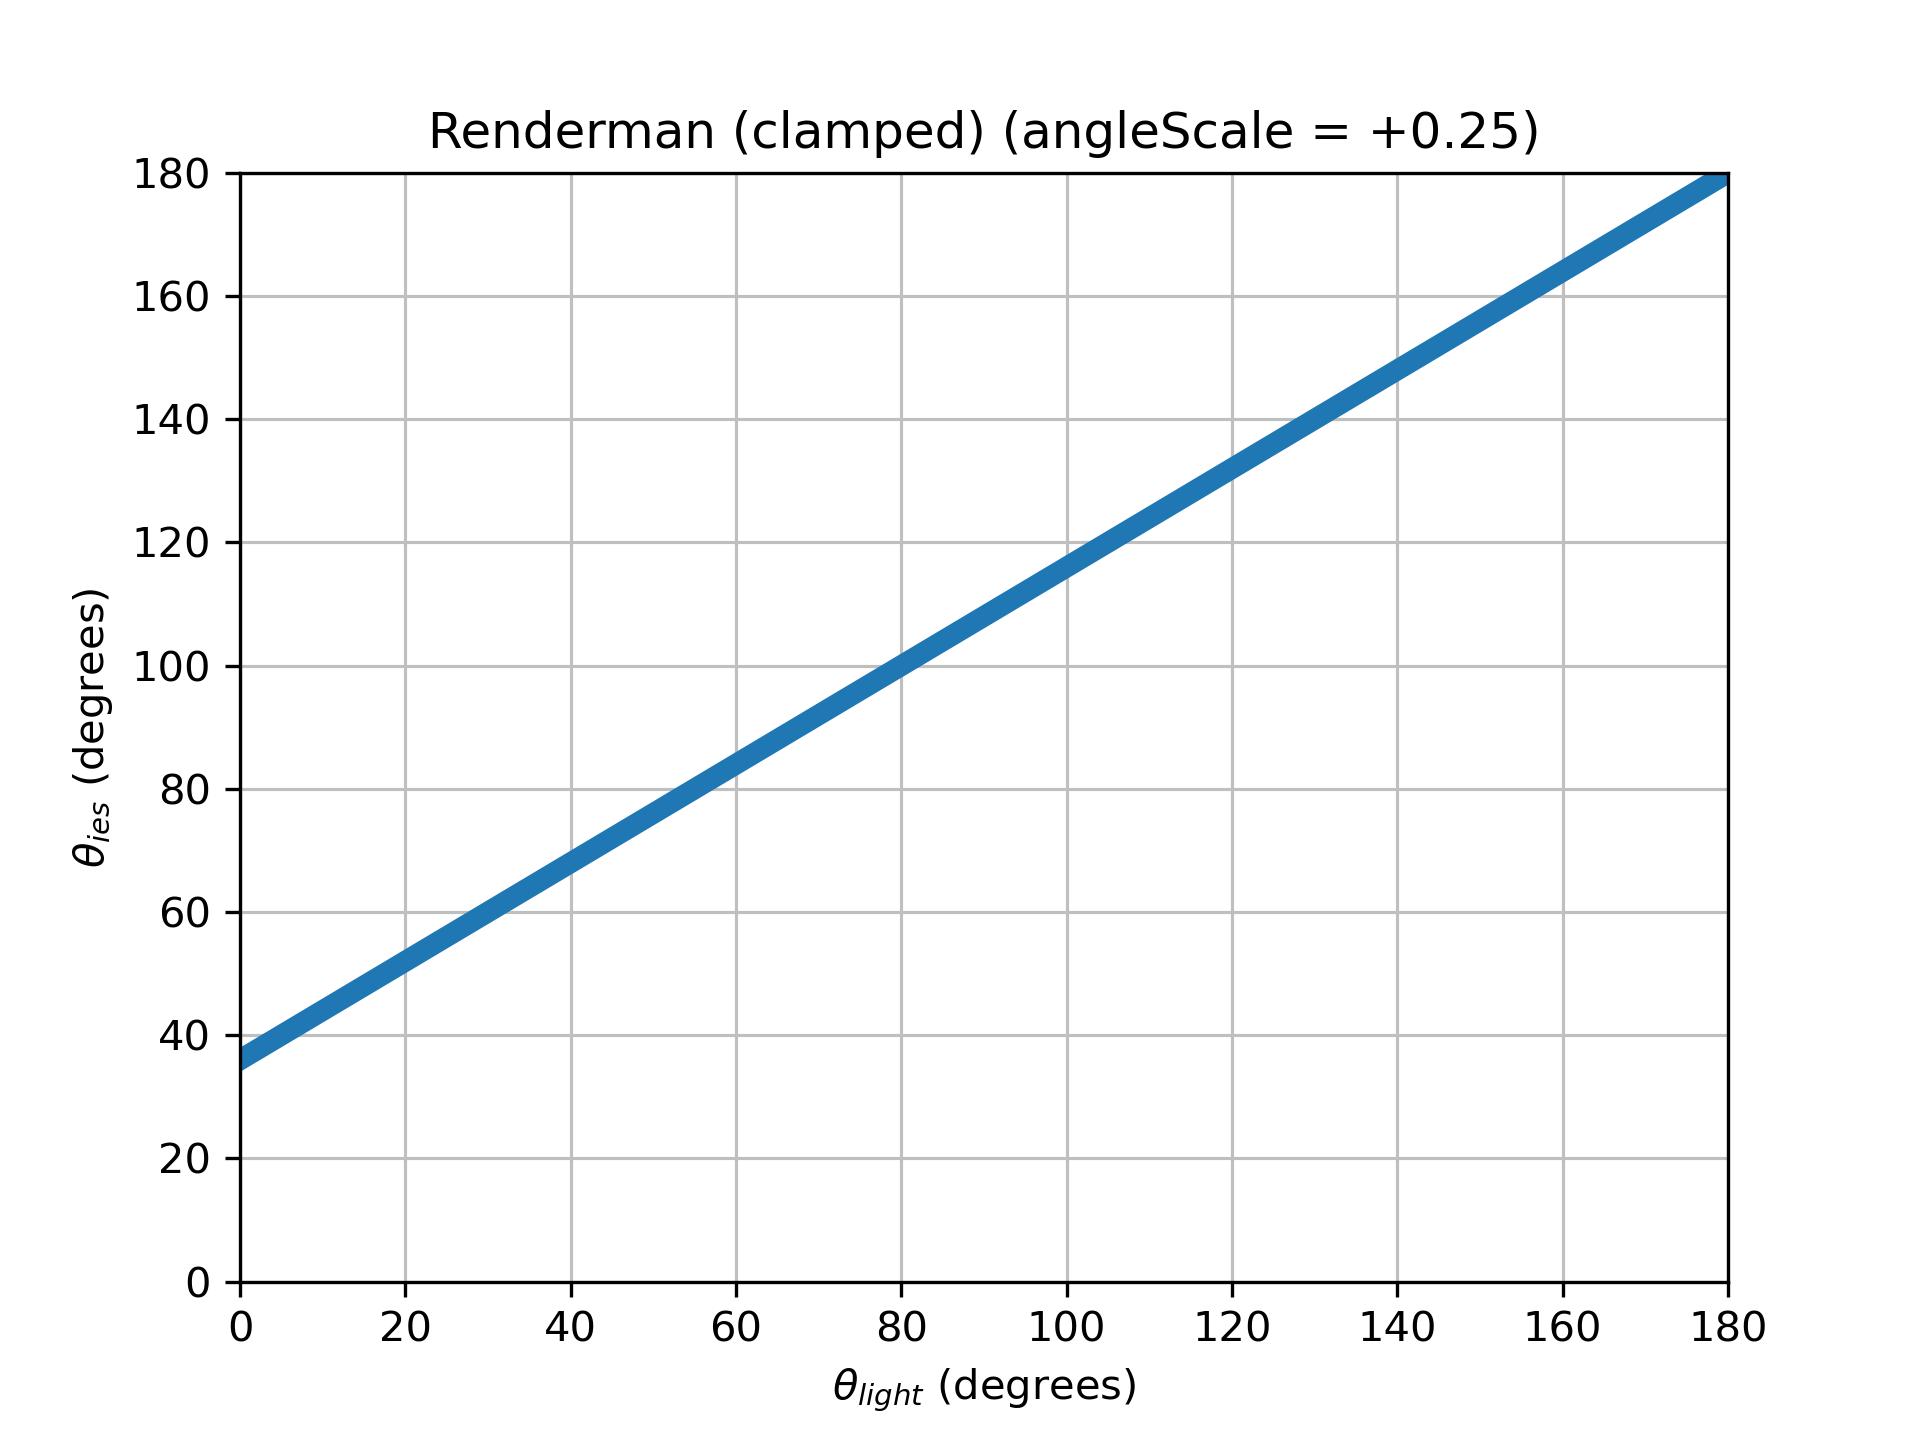 Renderman (clamped) (angleScale = +0.25)
180
160
140
120
100
80
60
40
20
0
θies (degrees)
0 20 40 60 80 100 120 140 160 180
θlight (degrees)